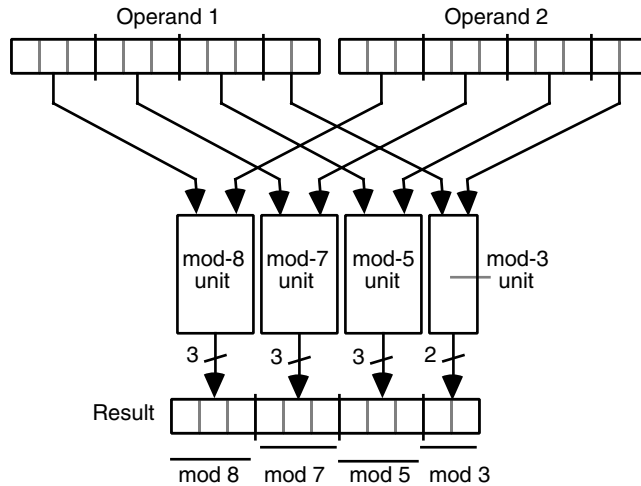 Operand 1
Operand 2
mod-8
unit
mod-7
unit
mod-5
unit
mod-3
unit
3
3
3
2
Result
mod 8
mod 7
mod 5
mod 3